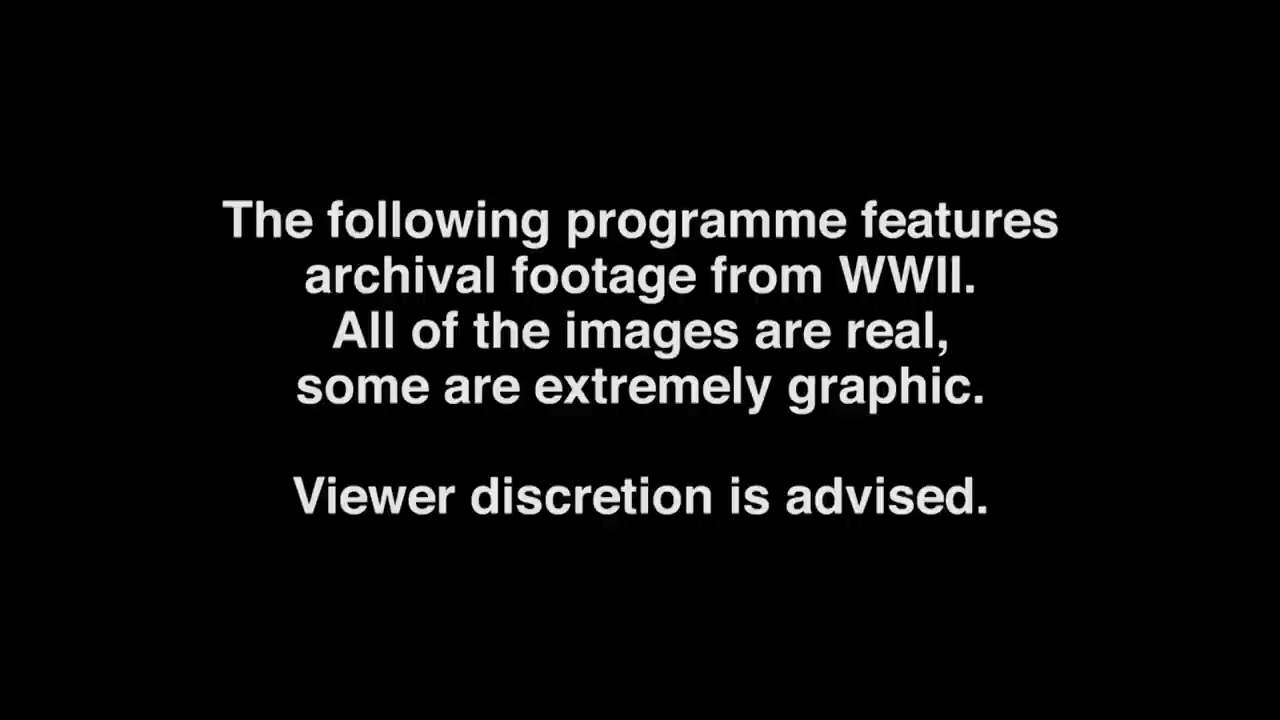 The following programme features
archival footage from WWII.
All of the images are real,
some are extremely graphic.
Viewer discretion is advised.